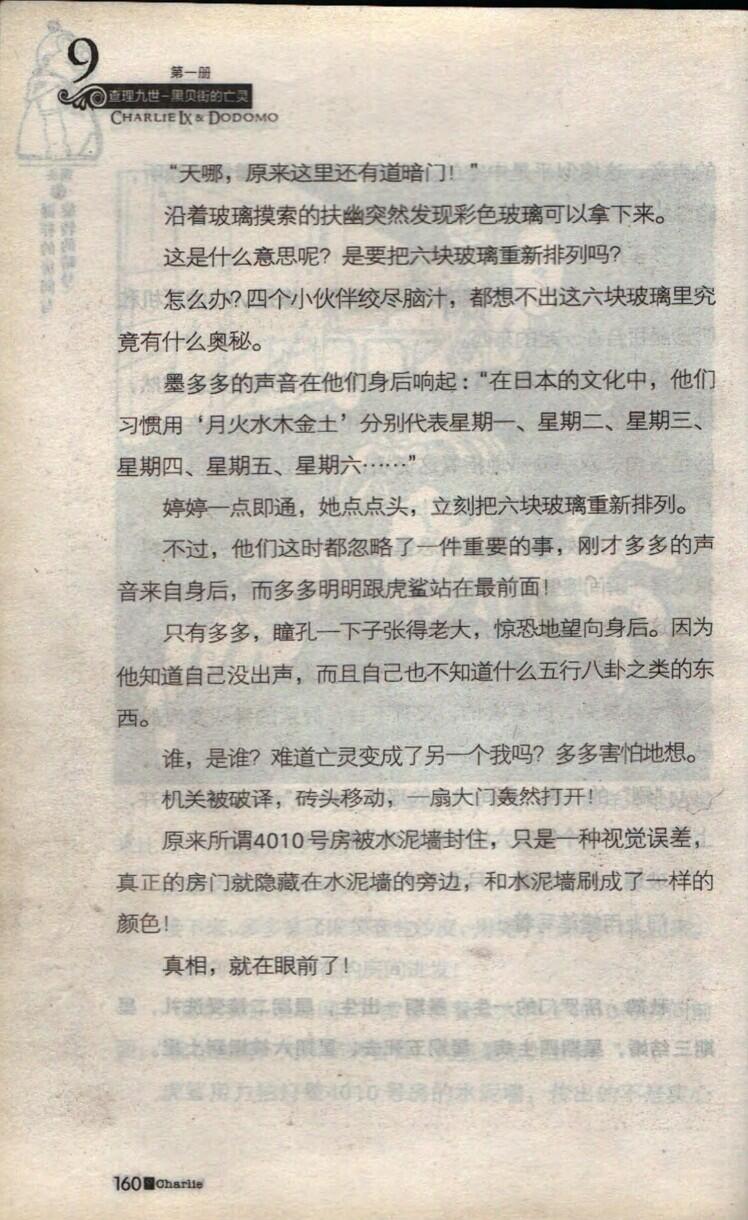 9
第一册
查理九世-黑贝街的亡灵
CHARLIE IX & DODOMO
“天哪，原来这里还有道暗门！”
沿着玻璃摸索的扶幽突然发现彩色玻璃可以拿下来。
这是什么意思呢？是要把六块玻璃重新排列吗？
怎么办？四个小伙伴绞尽脑汁，都想不出这六块玻璃里究
竟有什么奥秘。
墨多多的声音在他们身后响起：“在日本的文化中，他们
习惯用‘月火水木金土’分别代表星期一、星期二、星期三、
星期四、星期五、星期六……”
婷婷一点即通，她点点头，立刻把六块玻璃重新排列。
不过，他们这时都忽略了一件重要的事，刚才多多的声
音来自身后，而多多明明跟虎鲨站在最前面！
只有多多，瞳孔一下子张得老大，惊恐地望向身后。因为
他知道自己没出声，而且自己也不知道什么五行八卦之类的东
西。
谁，是谁？难道亡灵变成了另一个我吗？多多害怕地想。
机关被破译，砖头移动，一扇大门轰然打开！
原来所谓4010号房被水泥墙封住，只是一种视觉误差，
真正的房门就隐藏在水泥墙的旁边，和水泥墙刷成了一样的
颜色！
真相，就在眼前了！
160 Charlie